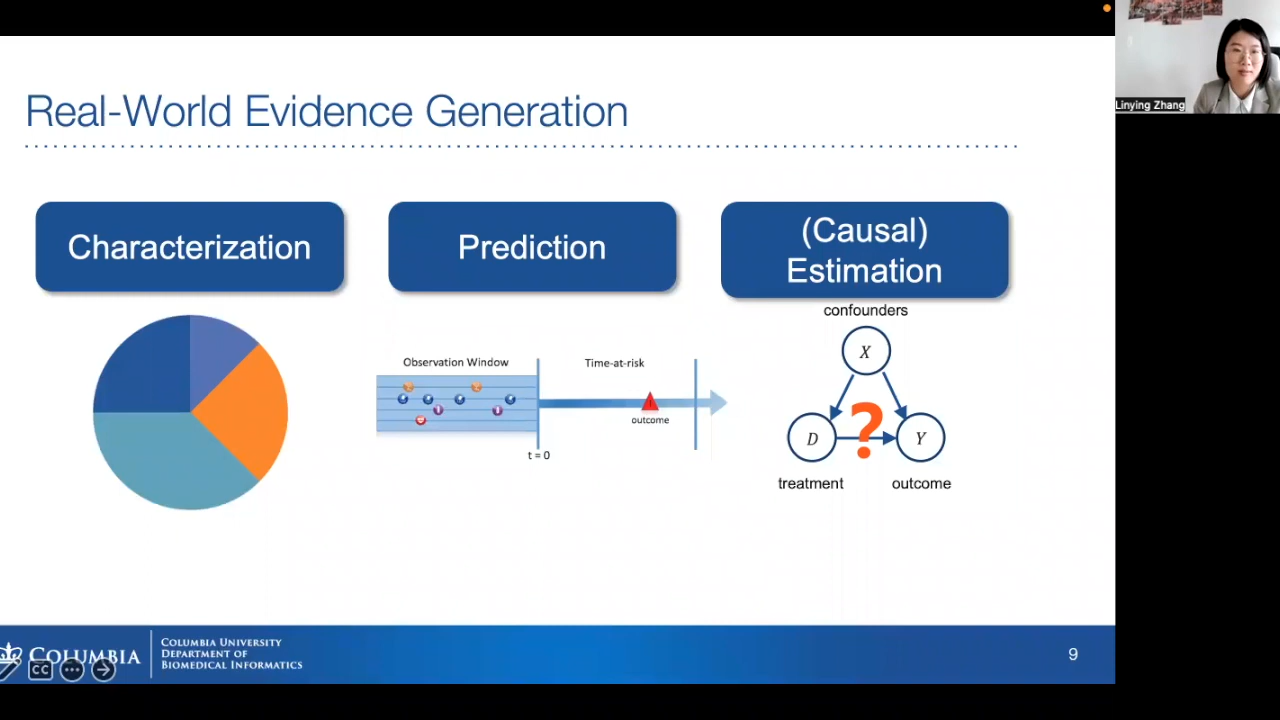 Real-World Evidence Generation
Characterization
Prediction
(Causal)
Estimation
confounders
X
Observation Window
Time-at-risk
outcome
t = 0
D
?
Y
treatment
outcome
COLUMBIA
COLUMBIA UNIVERSITY
DEPARTMENT OF
BIOMEDICAL INFORMATICS
CC
9
Linying Zhang